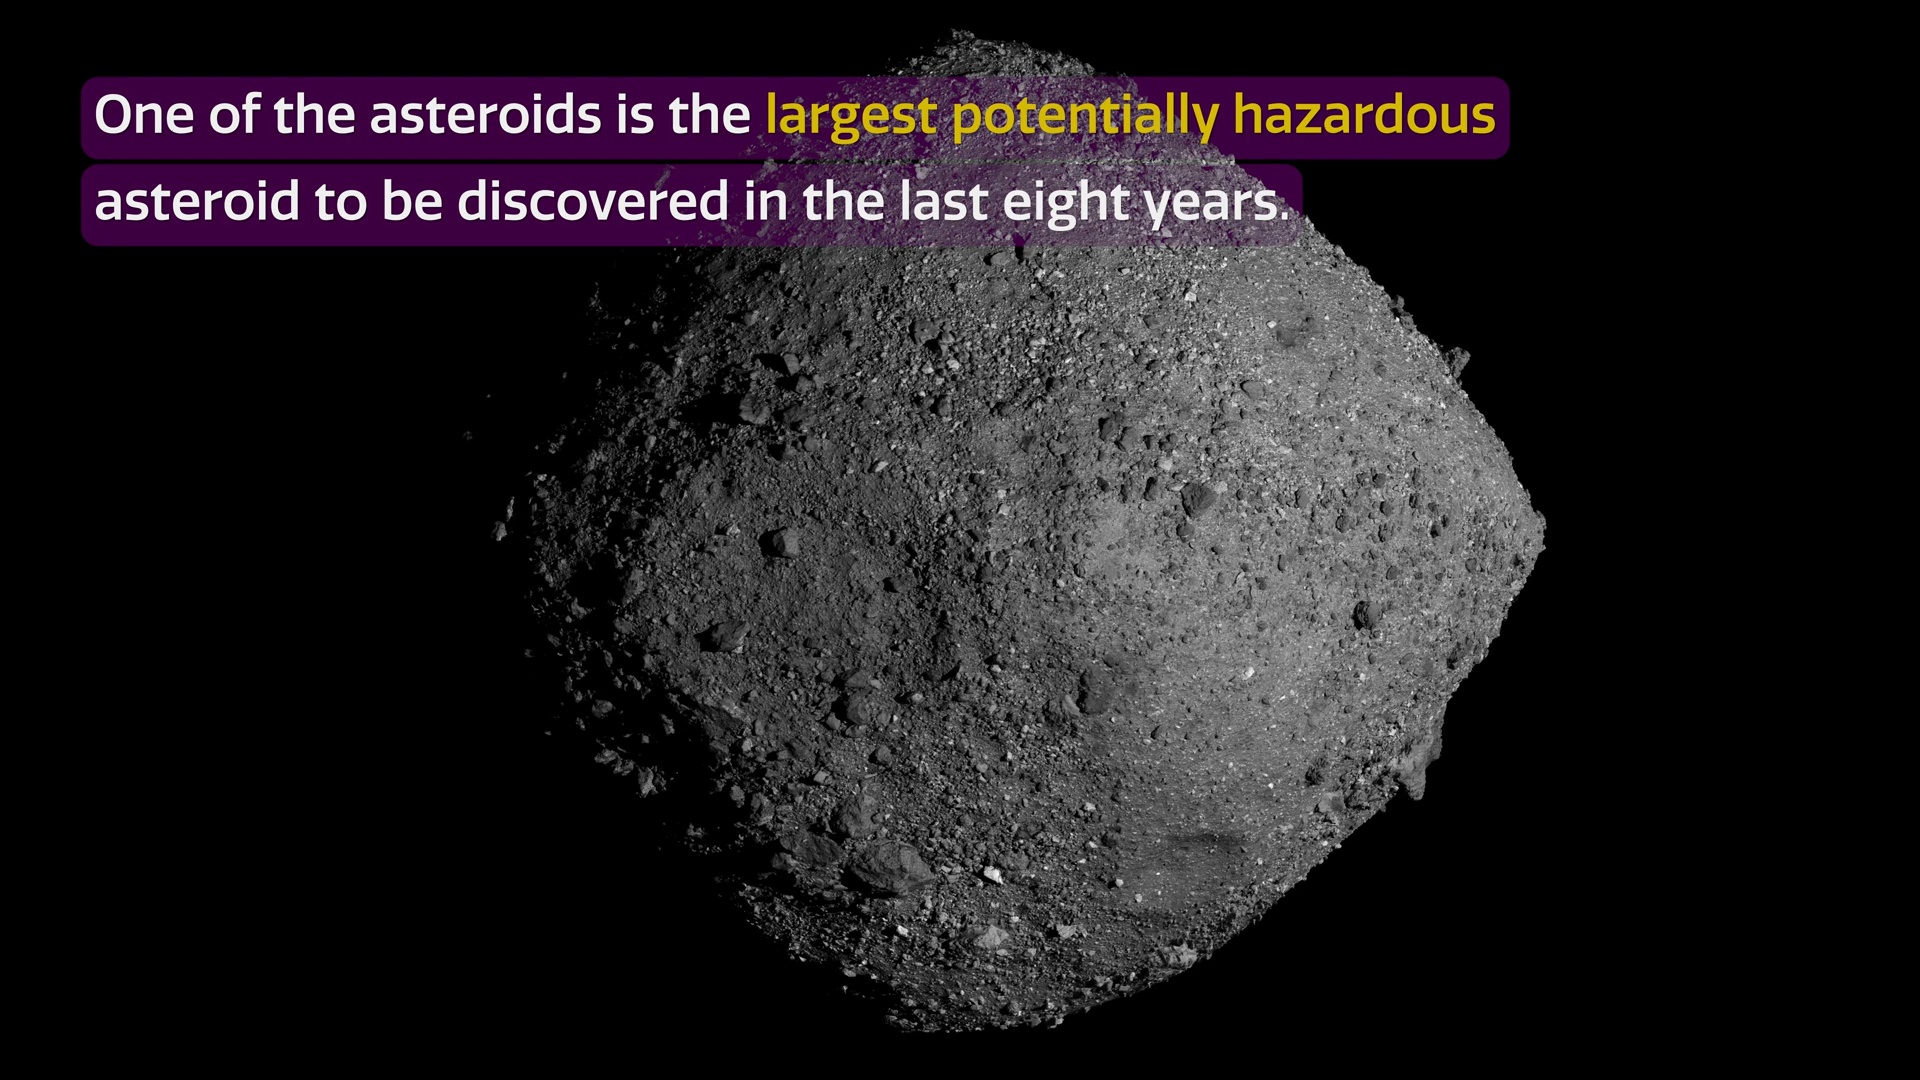 One of the asteroids is the largest potentially hazardous
asteroid to be discovered in the last eight years.